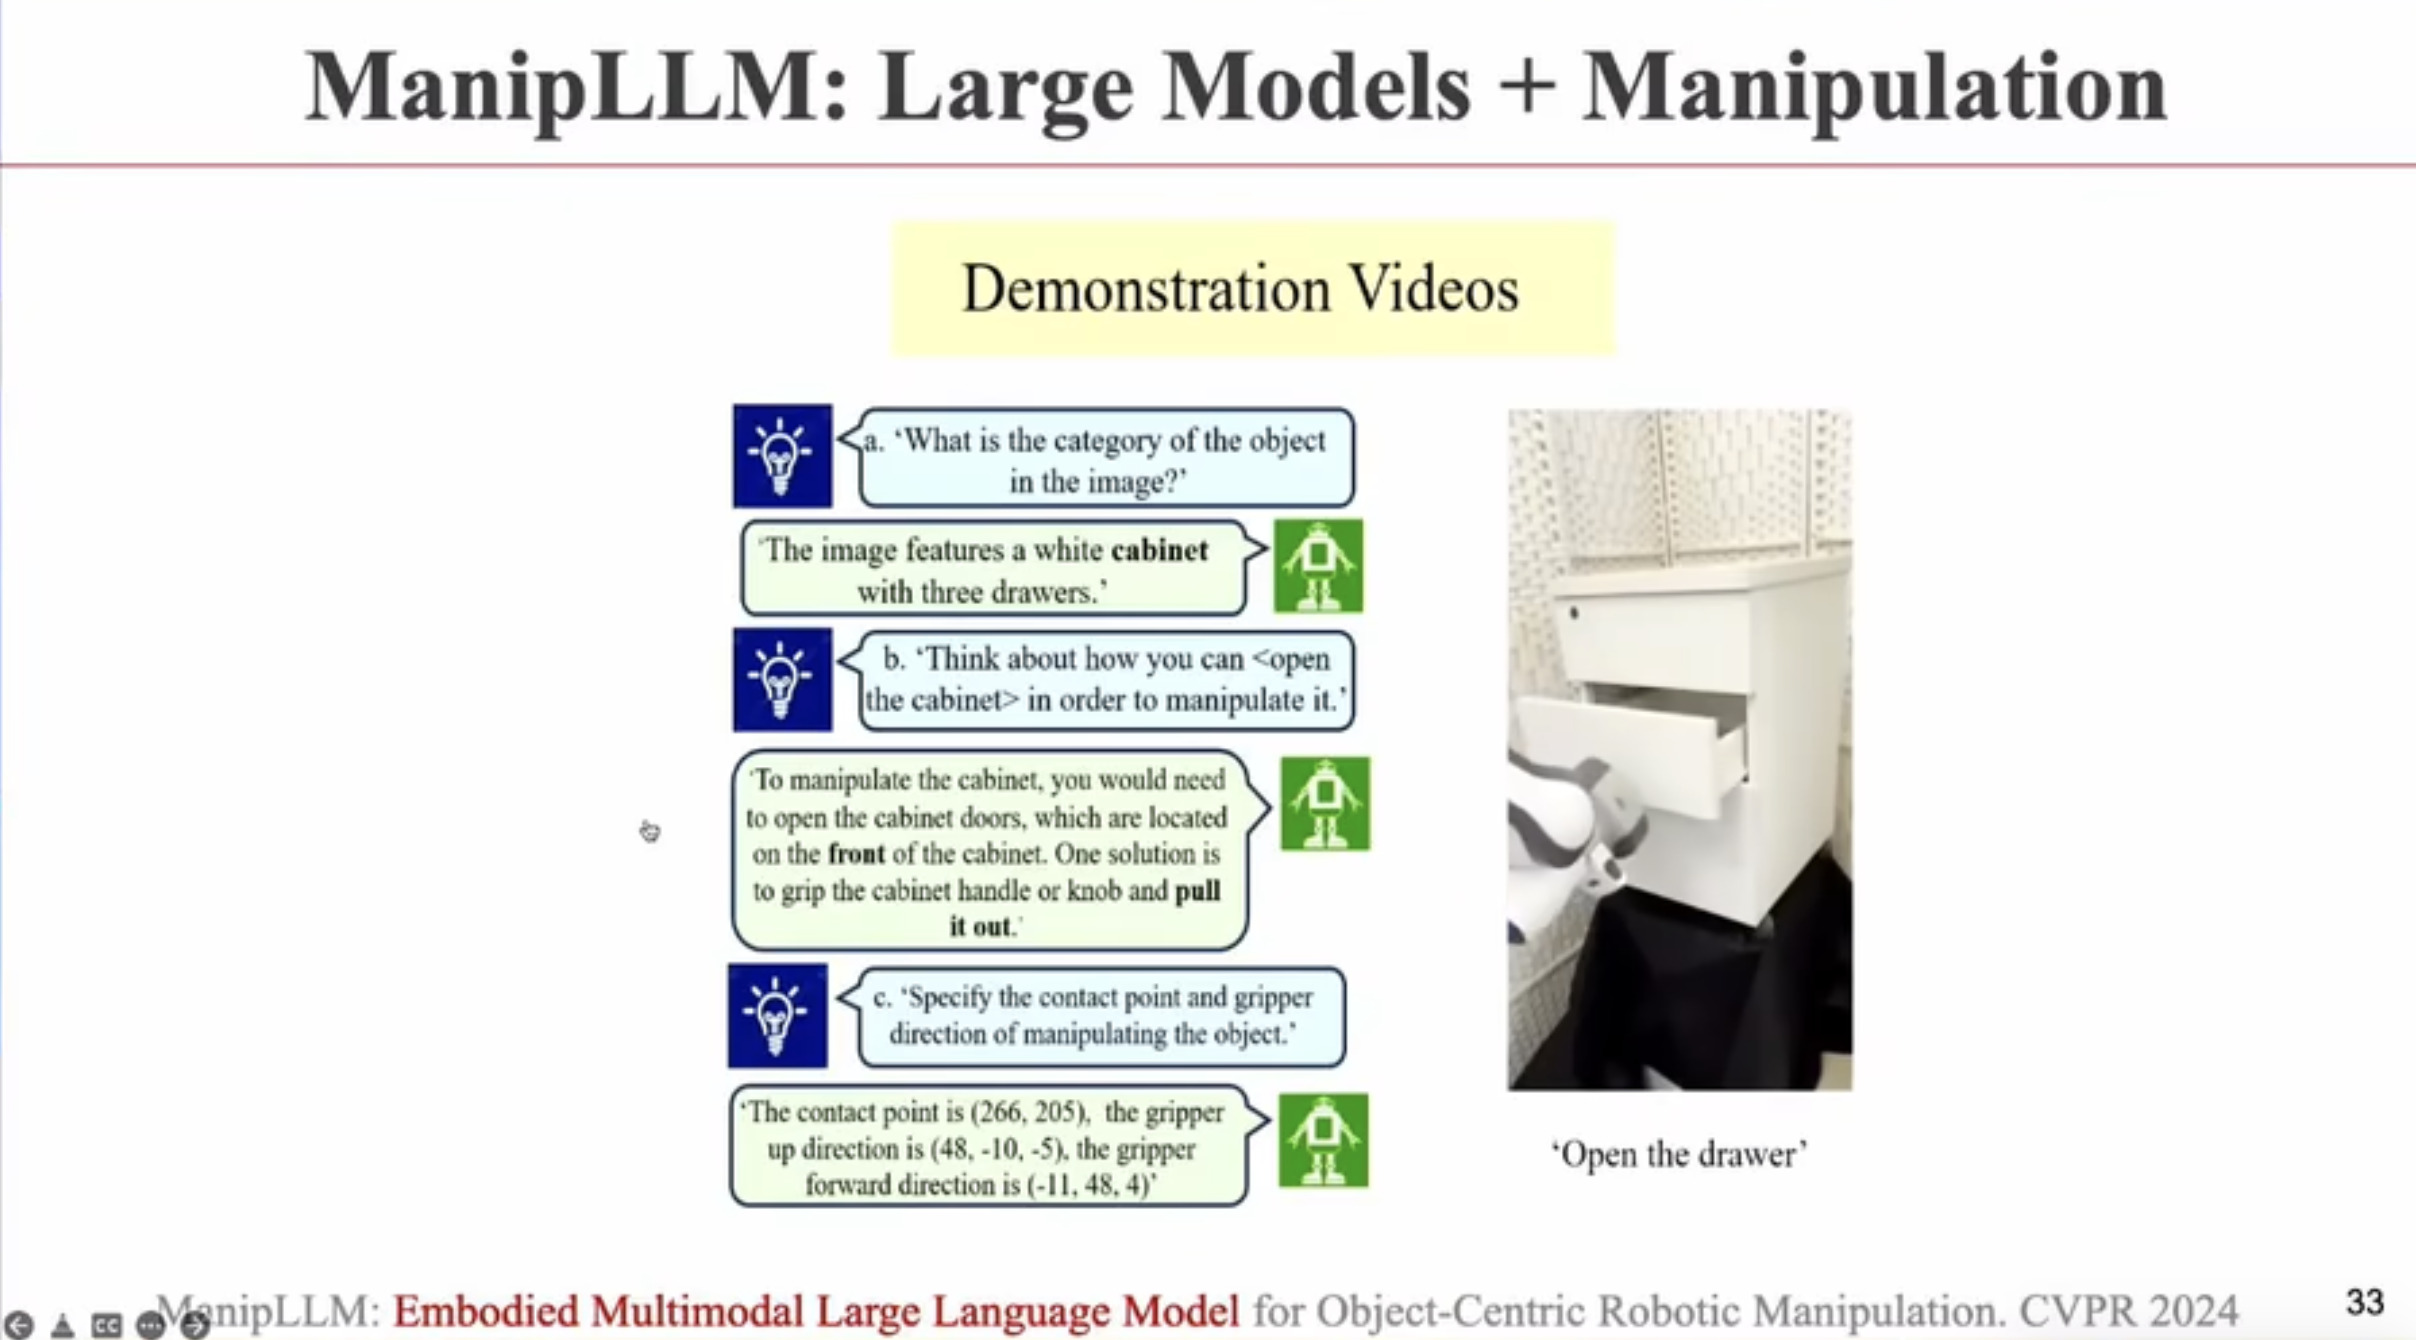 ManipLLM: Large Models + Manipulation
Demonstration Videos
a. ‘What is the category of the object
in the image?’
‘The image features a white cabinet
with three drawers.’
b. ‘Think about how you can <open
the cabinet> in order to manipulate it.’
‘To manipulate the cabinet, you would need
to open the cabinet doors, which are located
on the front of the cabinet. One solution is
to grip the cabinet handle or knob and pull
it out.’
c. ‘Specify the contact point and gripper
direction of manipulating the object.’
‘The contact point is (266, 205), the gripper
up direction is (48, -10, -5), the gripper
forward direction is (-11, 48, 4)’
‘Open the drawer’
ManipLLM: Embodied Multimodal Large Language Model for Object-Centric Robotic Manipulation. CVPR 2024
33
CC